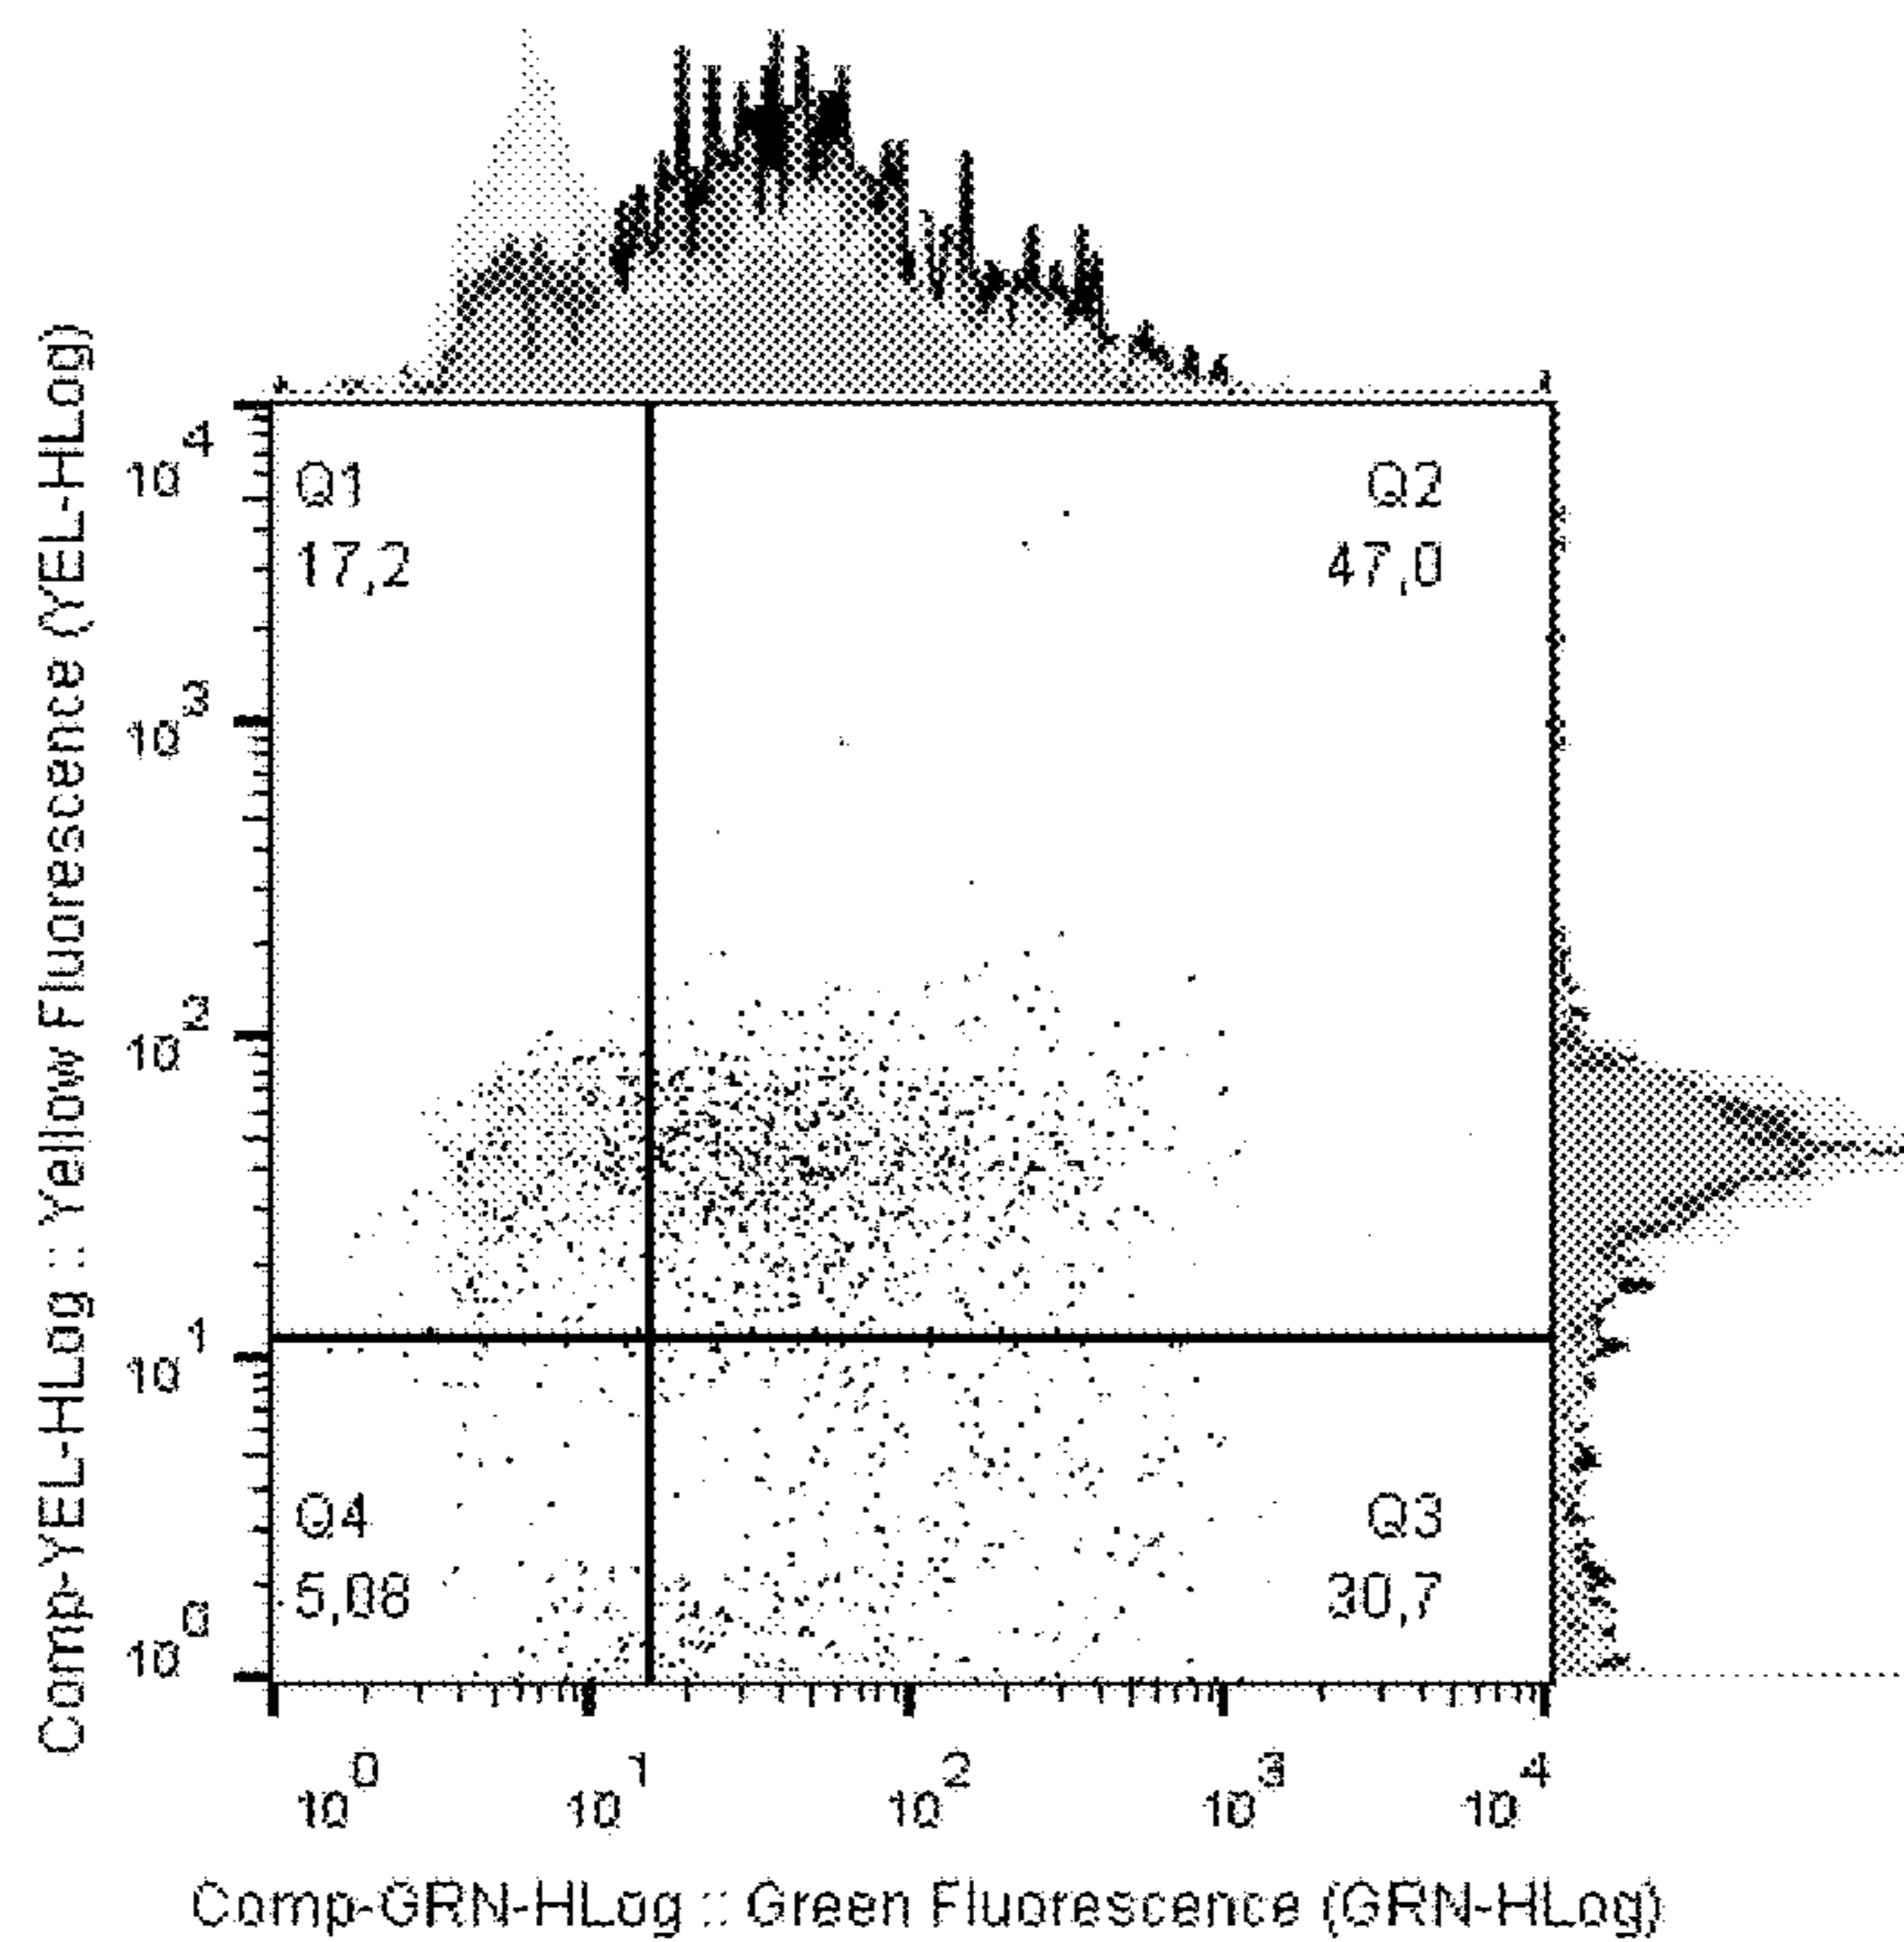 Comp-YEL-HLog :: Yellow Fluorescence (YEL-HLog)
10^4
10^3
10^2
10^1
10^0
Q1
17,2
Q2
47,0
Q4
5,08
Q3
30,7
10^0 10^1 10^2 10^3 10^4
Comp-GRN-HLog :: Green Fluorescence (GRN-HLog)